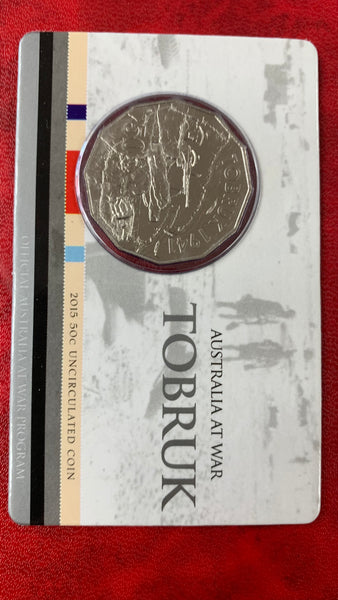 TOBRUK 1941
AUSTRALIA AT WAR
TOBRUK
2015 50C UNCIRCULATED COIN
OFFICIAL AUSTRALIA AT WAR PROGRAM